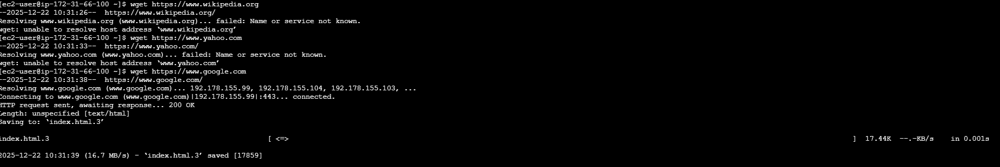 [ec2-user@ip-172-31-66-100 ~]$ wget https://www.wikipedia.org
--2025-12-22 10:31:26--  https://www.wikipedia.org/
Resolving www.wikipedia.org (www.wikipedia.org)... failed: Name or service not known.
wget: unable to resolve host address ‘www.wikipedia.org’
[ec2-user@ip-172-31-66-100 ~]$ wget https://www.yahoo.com
--2025-12-22 10:31:33--  https://www.yahoo.com/
Resolving www.yahoo.com (www.yahoo.com)... failed: Name or service not known.
wget: unable to resolve host address ‘www.yahoo.com’
[ec2-user@ip-172-31-66-100 ~]$ wget https://www.google.com
--2025-12-22 10:31:38--  https://www.google.com/
Resolving www.google.com (www.google.com)... 192.178.155.99, 192.178.155.104, 192.178.155.103, ...
Connecting to www.google.com (www.google.com)|192.178.155.99|:443... connected.
HTTP request sent, awaiting response... 200 OK
Length: unspecified [text/html]
Saving to: ‘index.html.3’
index.html.3 [ <=> ] 17.44K --.-KB/s in 0.001s
2025-12-22 10:31:39 (16.7 MB/s) - ‘index.html.3’ saved [17859]